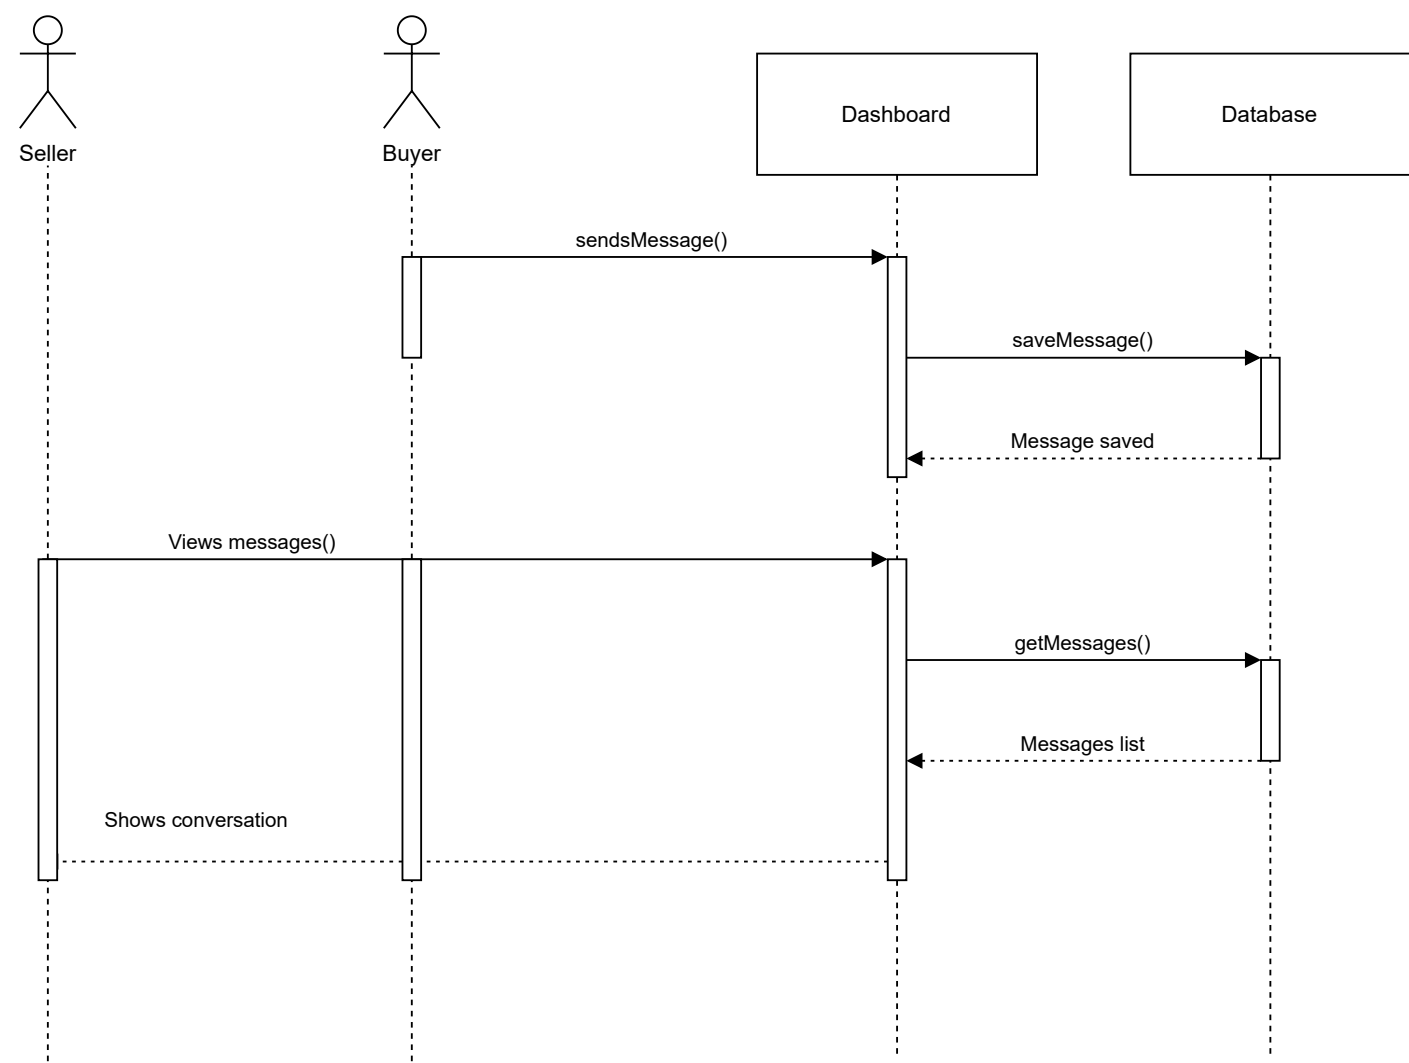 Seller
Buyer
Dashboard
Database
sendsMessage()
saveMessage()
Message saved
Views messages()
getMessages()
Messages list
Shows conversation